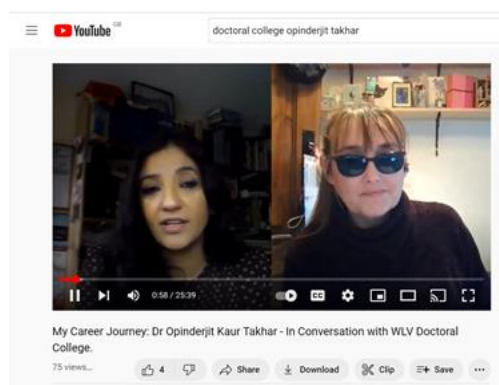 YouTube GB
doctoral college opinderjit takhar
0:58 / 25:39
CC
My Career Journey: Dr Opinderjit Kaur Takhar - In Conversation with WLV Doctoral
College.
75 views...
4
Share
Download
Clip
Save